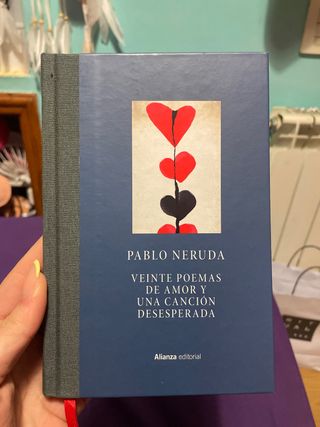 PABLO NERUDA
VEINTE POEMAS
DE AMOR Y
UNA CANCIÓN
DESESPERADA
Alianza editorial